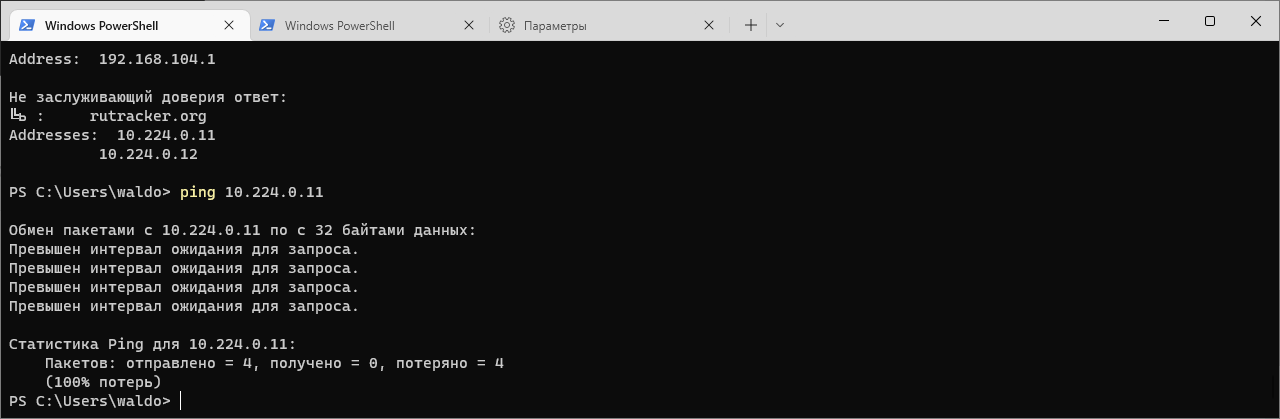 Windows PowerShell
Windows PowerShell
Параметры
Address:  192.168.104.1
Не заслуживающий доверия ответ:
╚ь :     rutracker.org
Addresses:  10.224.0.11
10.224.0.12
PS C:\Users\waldo> ping 10.224.0.11
Обмен пакетами с 10.224.0.11 по с 32 байтами данных:
Превышен интервал ожидания для запроса.
Превышен интервал ожидания для запроса.
Превышен интервал ожидания для запроса.
Превышен интервал ожидания для запроса.
Статистика Ping для 10.224.0.11:
Пакетов: отправлено = 4, получено = 0, потеряно = 4
(100% потерь)
PS C:\Users\waldo>